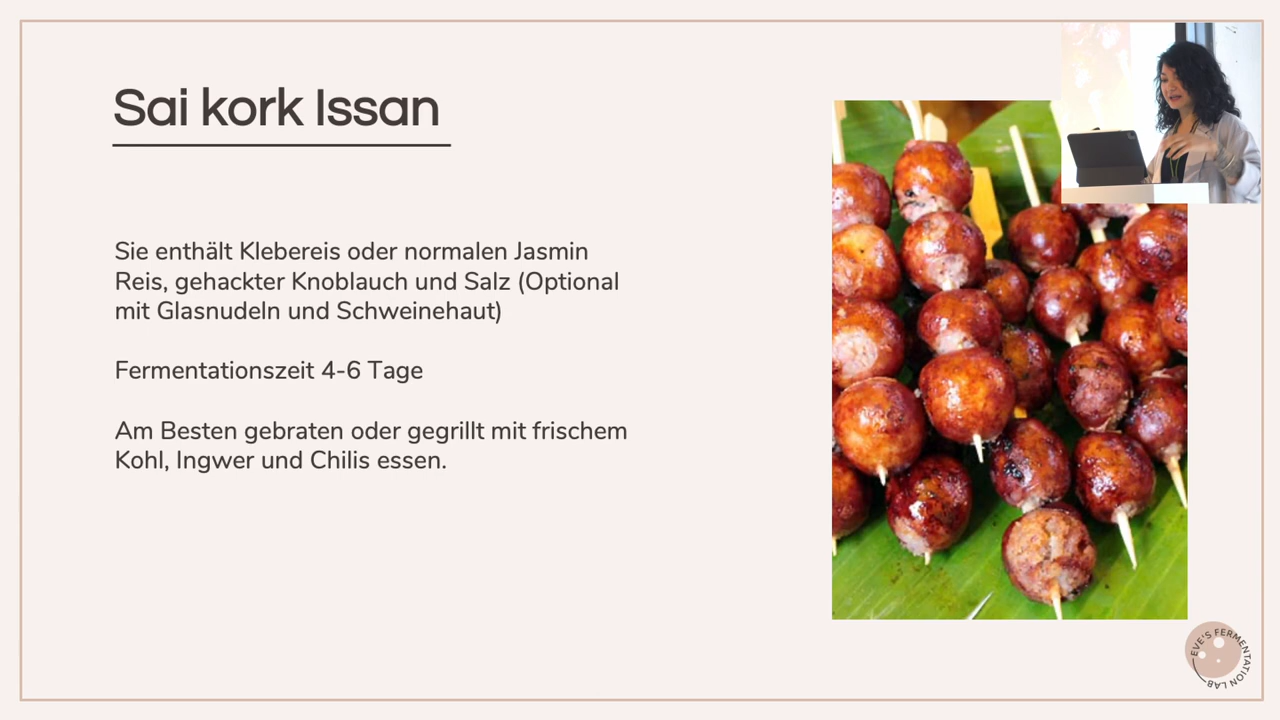 Sai kork Issan
Sie enthält Klebereis oder normalen Jasmin
Reis, gehackter Knoblauch und Salz (Optional
mit Glasnudeln und Schweinehaut)
Fermentationszeit 4-6 Tage
Am Besten gebraten oder gegrillt mit frischem
Kohl, Ingwer und Chilis essen.
EVE'S FERMENTATION LAB